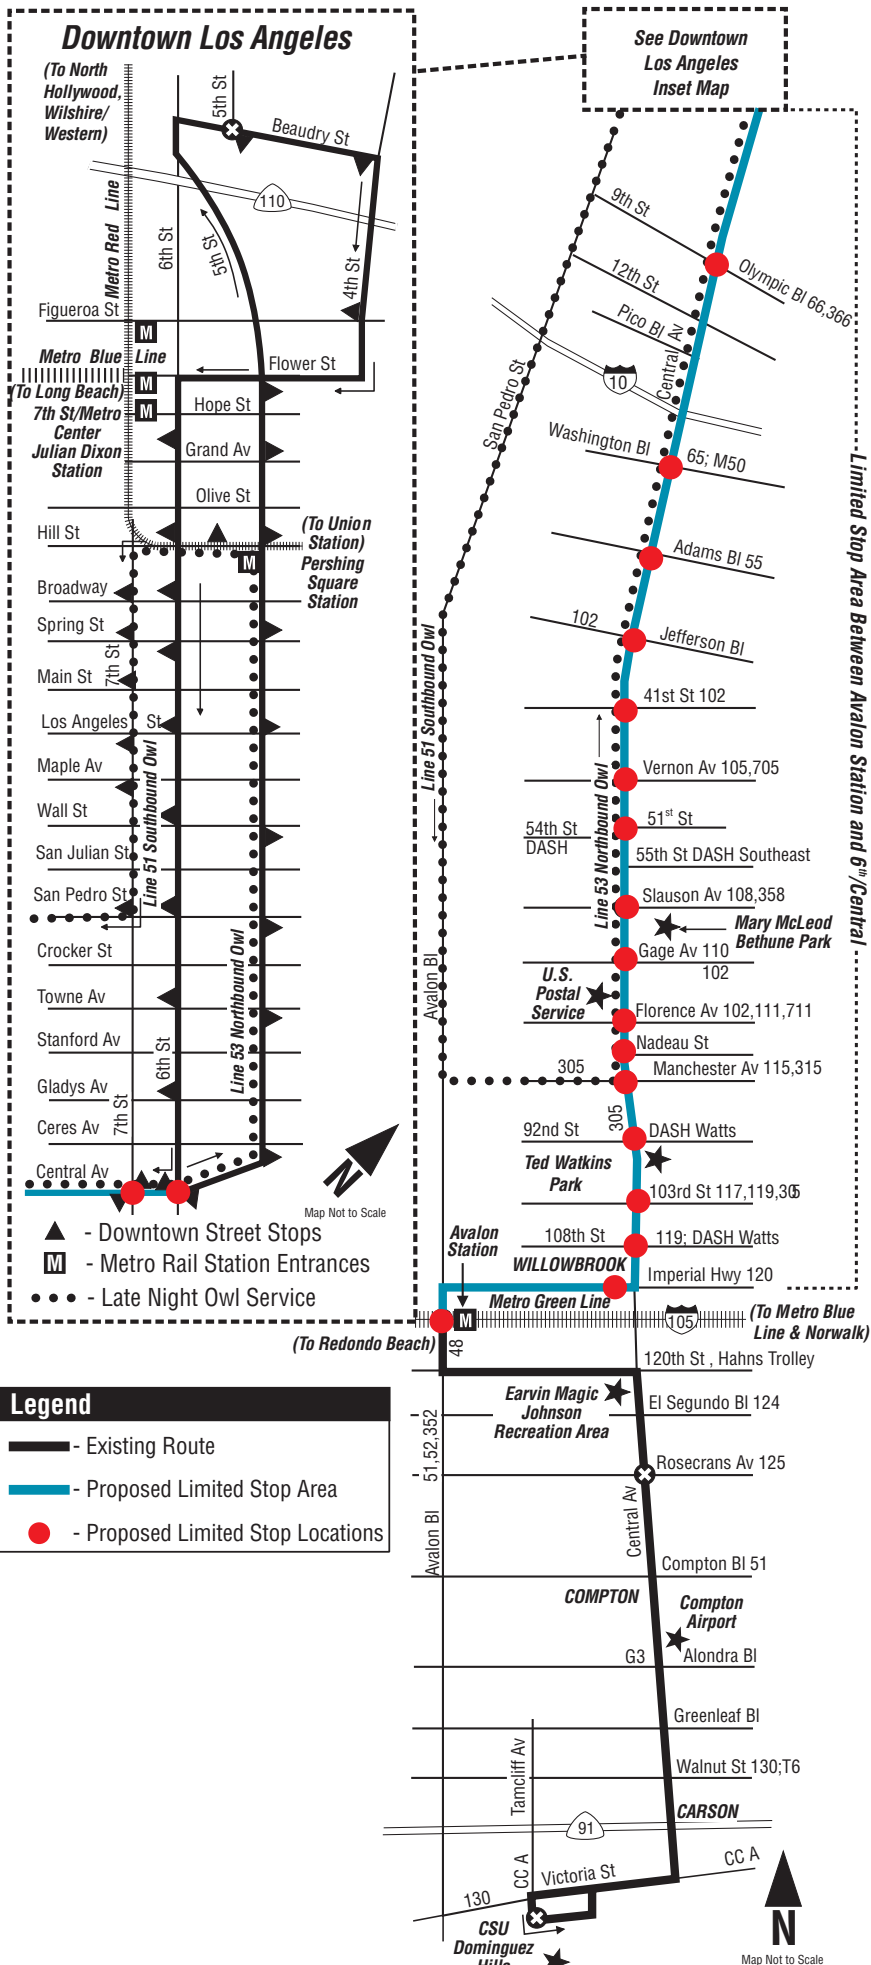 Downtown Los Angeles
(To North
Hollywood,
Wilshire/
Western)
5th St
Beaudry St
110
Metro Red Line
6th St
5th St
4th St
Figueroa St
M
Metro Blue Line
Flower St
(To Long Beach)
M
7th St/Metro
Center
Julian Dixon
Station
M
Hope St
Grand Av
Olive St
Hill St
(To Union
Station)
Pershing
Square
Station
M
Broadway
Spring St
7th St
Main St
Los Angeles St
Maple Av
Wall St
San Julian St
San Pedro St
Line 51 Southbound Owl
Crocker St
Towne Av
Stanford Av
6th St
Gladys Av
7th St
Ceres Av
Central Av
Line 53 Northbound Owl
N
Map Not to Scale
- Downtown Street Stops
M - Metro Rail Station Entrances
- Late Night Owl Service
See Downtown
Los Angeles
Inset Map
9th St
Olympic Bl 66,366
12th St
Pico Bl
Central Av
10
San Pedro St
Washington Bl
65; M50
Adams Bl 55
102
Jefferson Bl
41st St 102
Line 51 Southbound Owl
Vernon Av 105,705
51st St
54th St
DASH
55th St DASH Southeast
Line 53 Northbound Owl
Slauson Av 108,358
Mary McLeod
Bethune Park
Gage Av 110
102
U.S.
Postal
Service
Avalon Bl
Florence Av 102,111,711
Nadeau St
305
Manchester Av 115,315
305
92nd St
DASH Watts
Ted Watkins
Park
103rd St 117,119,305
108th St
119; DASH Watts
Avalon
Station
WILLOWBROOK
Imperial Hwy 120
Metro Green Line
M
105
(To Metro Blue
Line & Norwalk)
(To Redondo Beach)
48
Limited Stop Area Between Avalon Station and 6th/Central
120th St , Hahns Trolley
Earvin Magic
Johnson
Recreation Area
El Segundo Bl 124
51,52,352
Rosecrans Av 125
Avalon Bl
Central Av
Compton Bl 51
COMPTON
Compton
Airport
G3
Alondra Bl
Greenleaf Bl
Tamcliff Av
Walnut St 130;T6
CARSON
91
CC A
Victoria St
CC A
130
CSU
Dominguez
Hills
N
Map Not to Scale
Legend
- Existing Route
- Proposed Limited Stop Area
- Proposed Limited Stop Locations